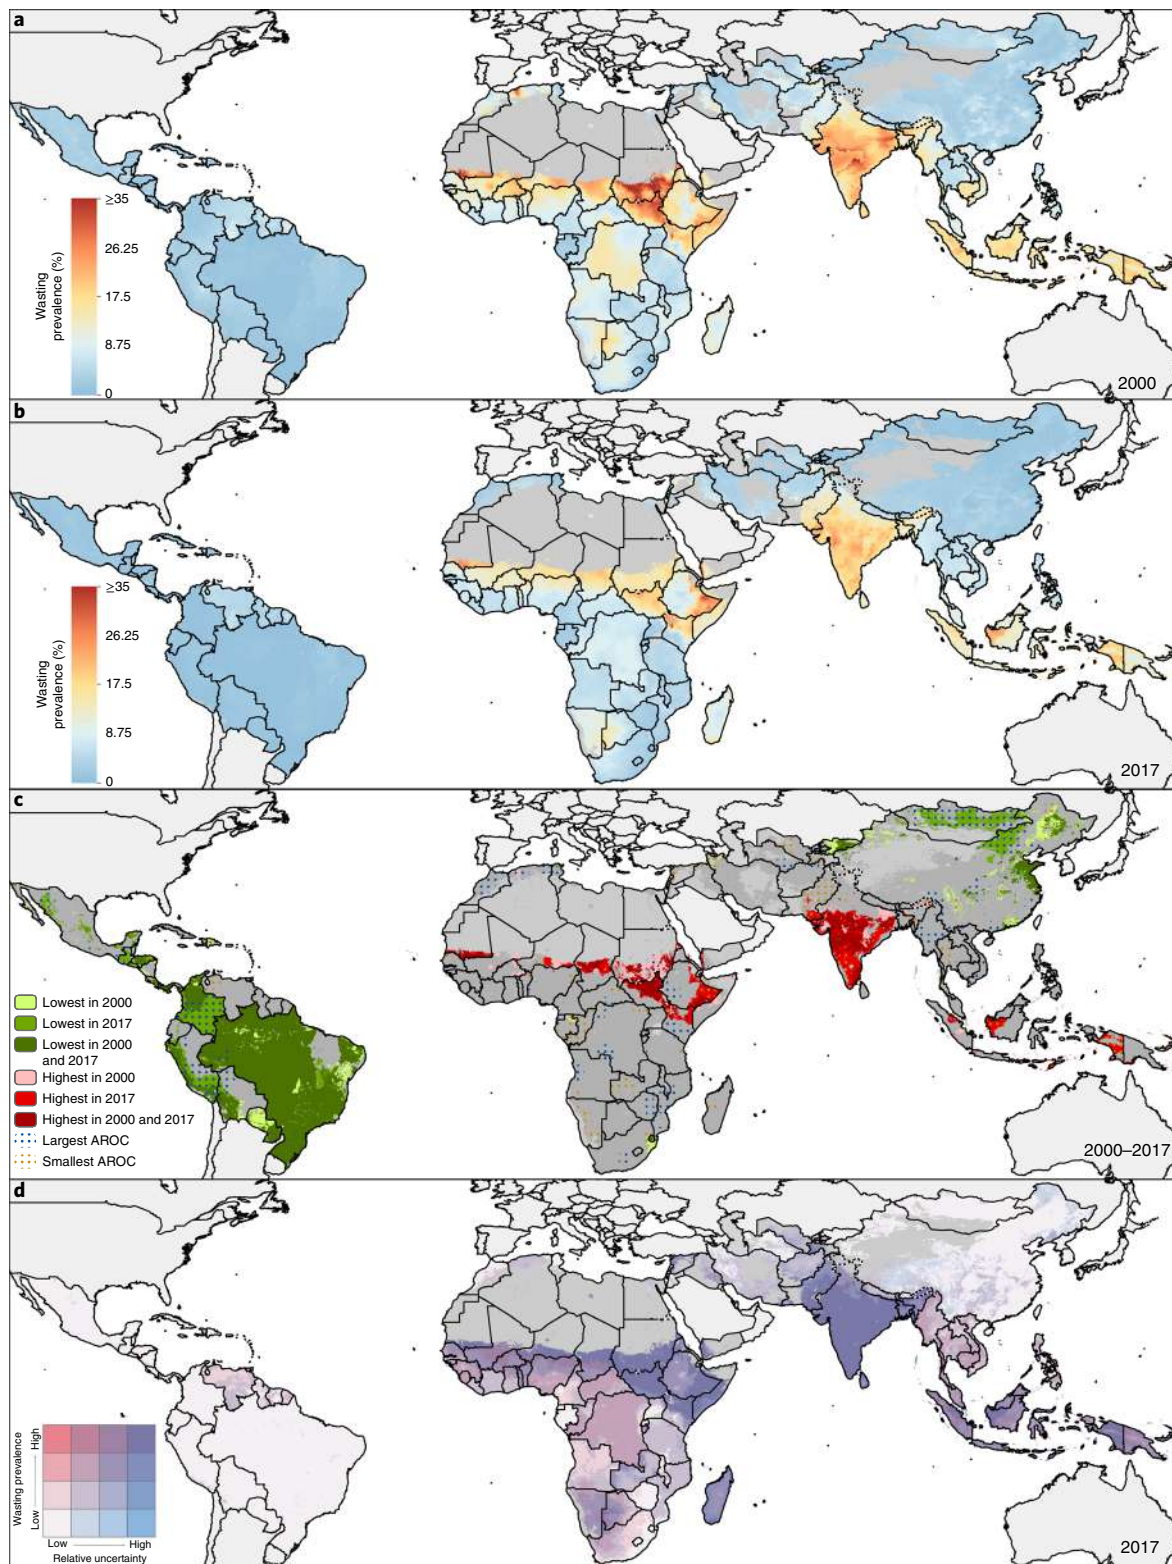 a
≥35
26.25
17.5
8.75
0
Wasting
prevalence (%)
2000
b
≥35
26.25
17.5
8.75
0
Wasting
prevalence (%)
2017
c
Lowest in 2000
Lowest in 2017
Lowest in 2000
and 2017
Highest in 2000
Highest in 2017
Highest in 2000 and 2017
Largest AROC
Smallest AROC
2000–2017
d
Wasting prevalence
High
Low
Low
High
Relative uncertainty
2017